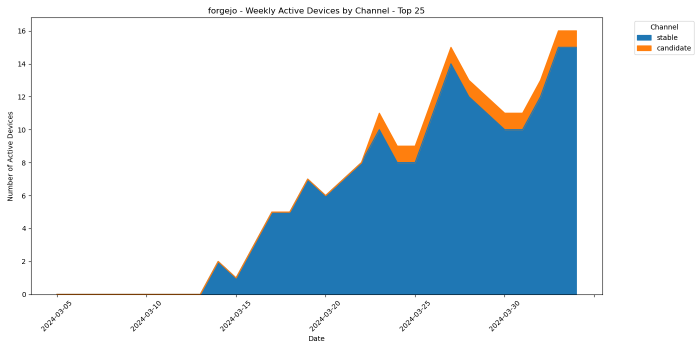 forgejo - Weekly Active Devices by Channel - Top 25
Channel
stable
candidate
Number of Active Devices
16
14
12
10
8
6
4
2
0
2024-03-05
2024-03-10
2024-03-15
2024-03-20
2024-03-25
2024-03-30
Date